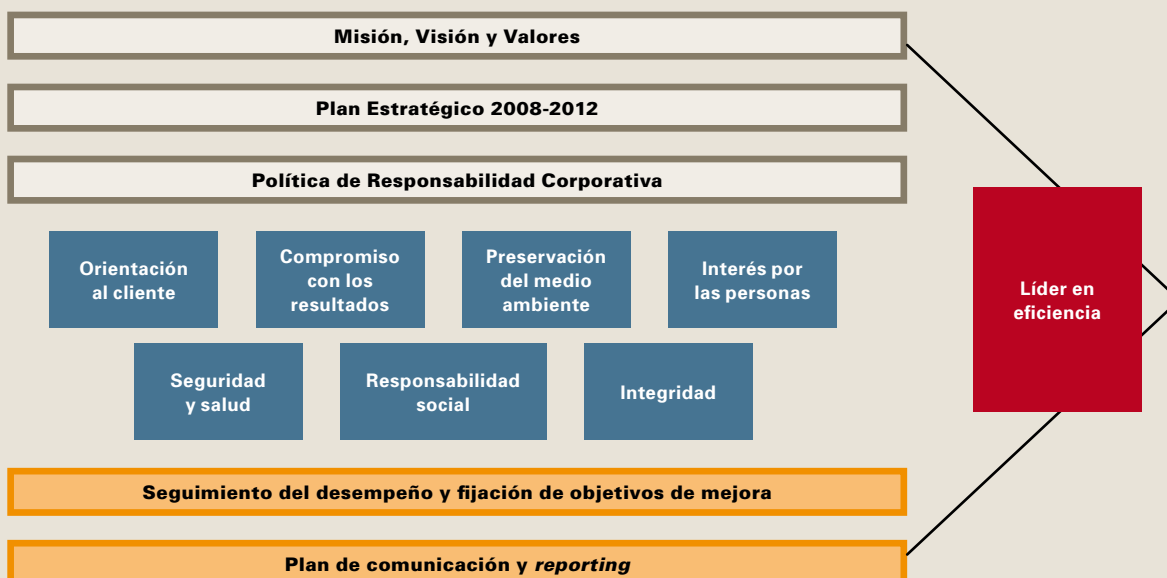 Misión, Visión y Valores
Plan Estratégico 2008-2012
Política de Responsabilidad Corporativa
Orientación
al cliente
Compromiso
con los
resultados
Preservación
del medio
ambiente
Interés por
las personas
Seguridad
y salud
Responsabilidad
social
Integridad
Líder en
eficiencia
Seguimiento del desempeño y fijación de objetivos de mejora
Plan de comunicación y reporting